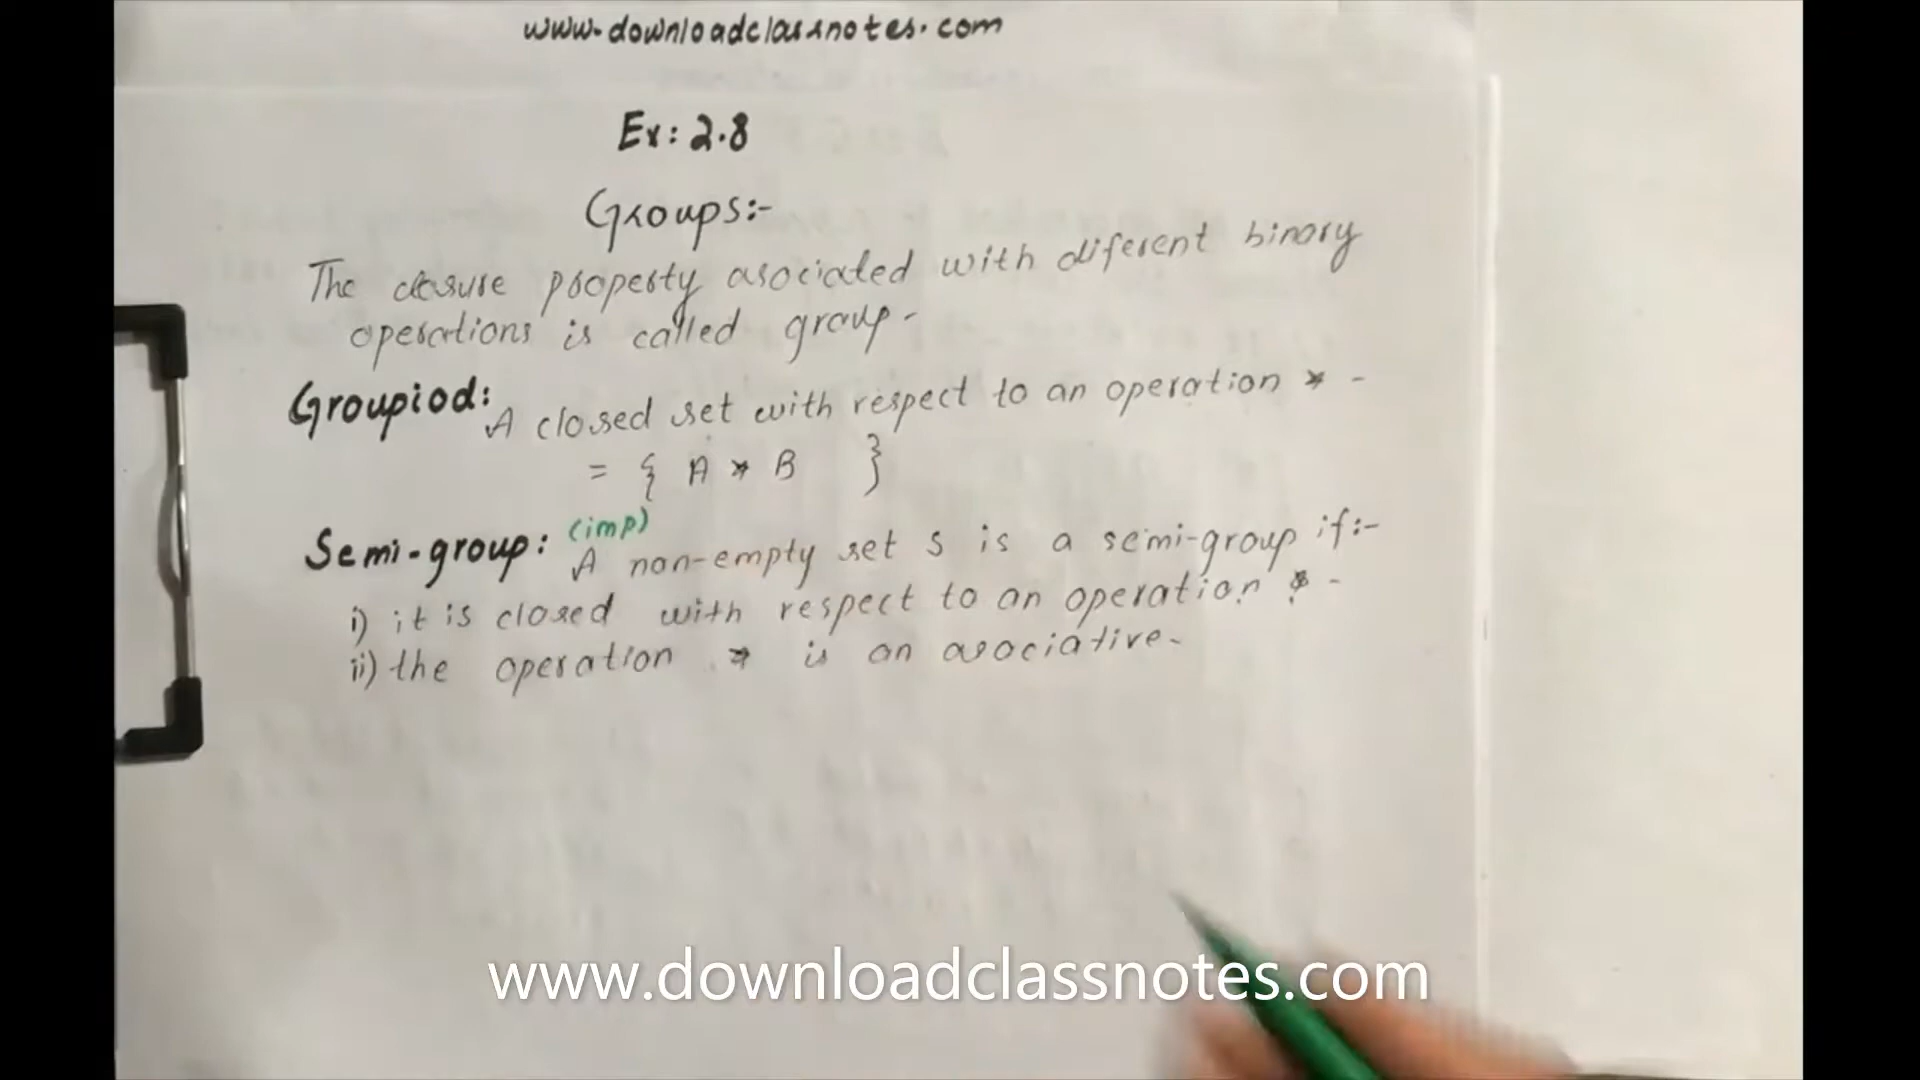 www.downloadclassnotes.com
Ex: 2.8
Groups:-
The closure property asociated with diferent binary
operations is called group-
Groupiod: A closed set with respect to an operation * -
= { A * B }
Semi-group: (imp) A non-empty set S is a semi-group if:-
i) it is closed with respect to an operation * -
ii) the operation * is an asociative-
www.downloadclassnotes.com